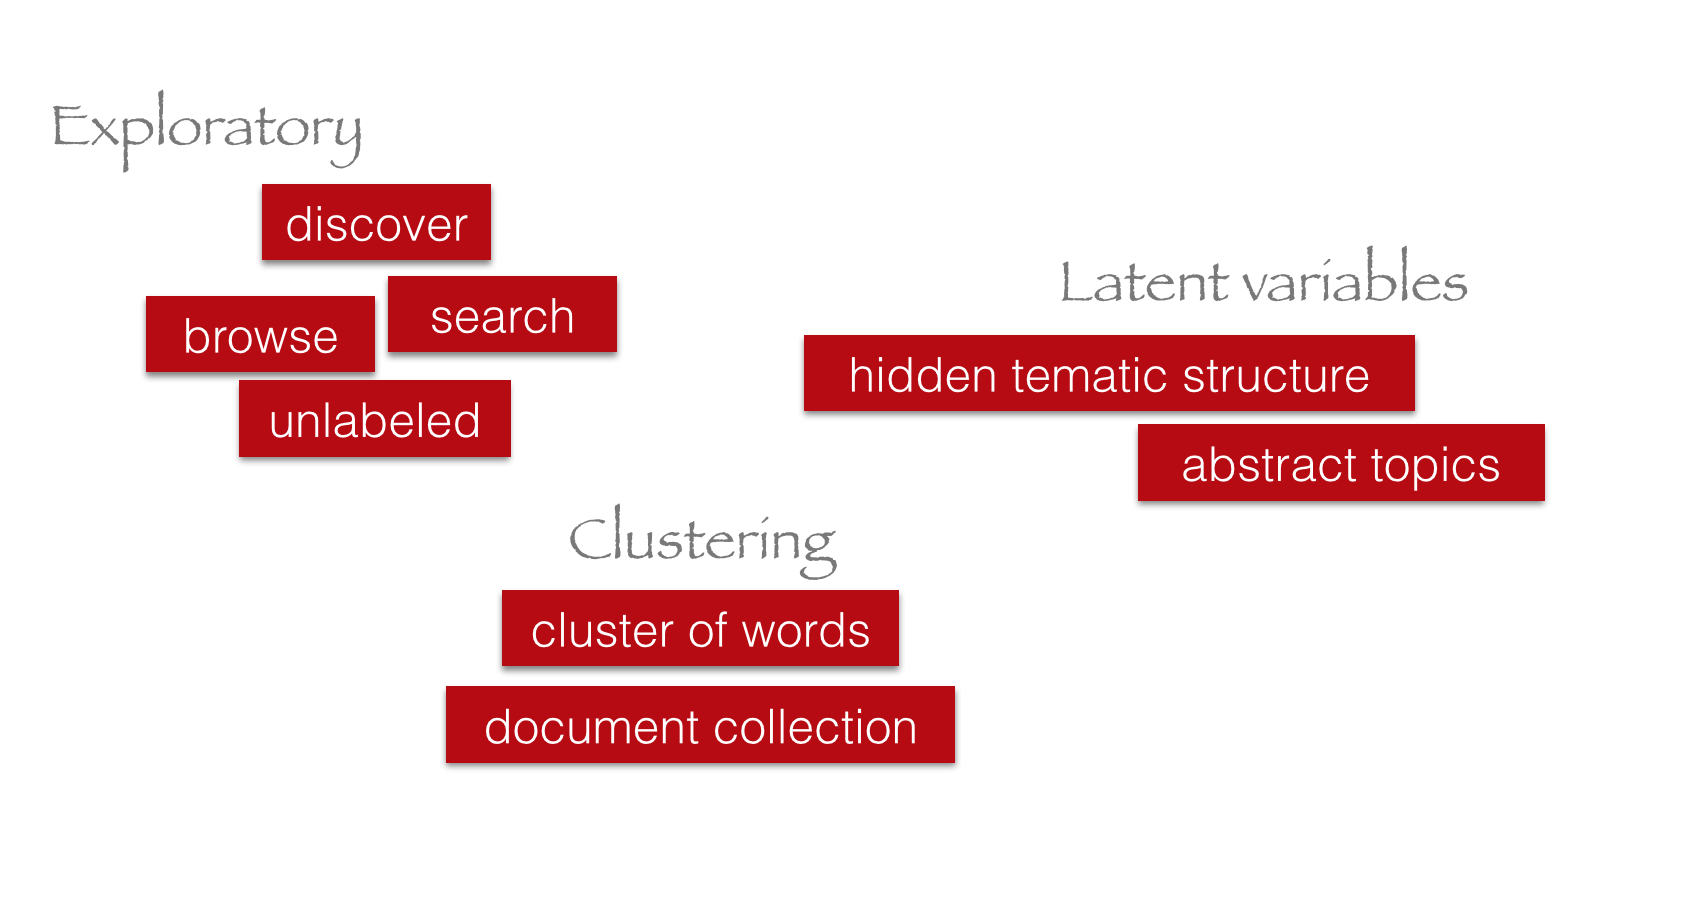 Exploratory
discover
search
browse
unlabeled
Latent variables
hidden tematic structure
abstract topics
Clustering
cluster of words
document collection